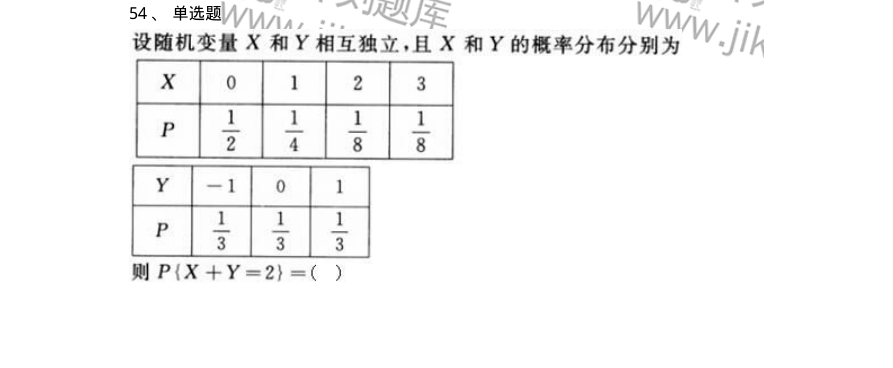 54 、 单选题
设随机变量 X 和 Y 相互独立,且 X 和 Y 的概率分布分别为
X 0 1 2 3
P 1/2 1/4 1/8 1/8
Y −1 0 1
P 1/3 1/3 1/3
则 P{X+Y=2}=( )